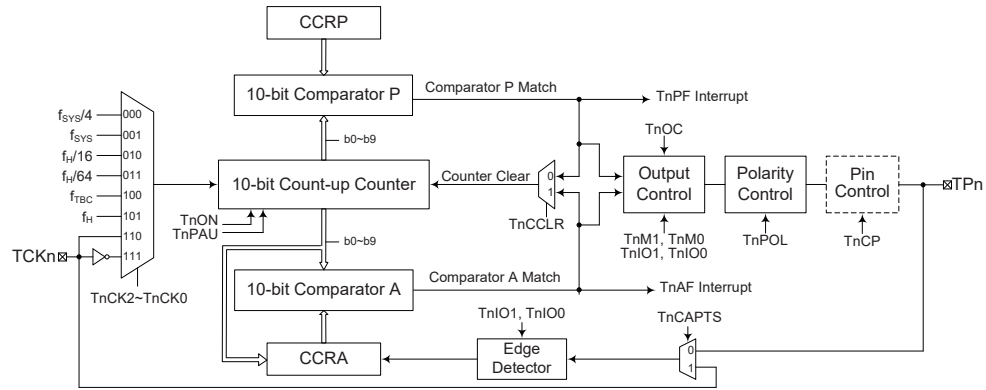 CCRP
10-bit Comparator P
Comparator P Match
TnPF Interrupt
fSYS/4
000
fSYS
001
fH/16
010
fH/64
011
fTBC
100
fH
101
110
111
TCKn
TnCK2~TnCK0
b0~b9
10-bit Count-up Counter
TnON
TnPAU
Counter Clear
0
1
TnCCLR
TnOC
Output
Control
TnM1, TnM0
TnIO1, TnIO0
Polarity
Control
TnPOL
Pin
Control
TnCP
TPn
b0~b9
10-bit Comparator A
Comparator A Match
TnAF Interrupt
CCRA
TnIO1, TnIO0
Edge
Detector
TnCAPTS
0
1